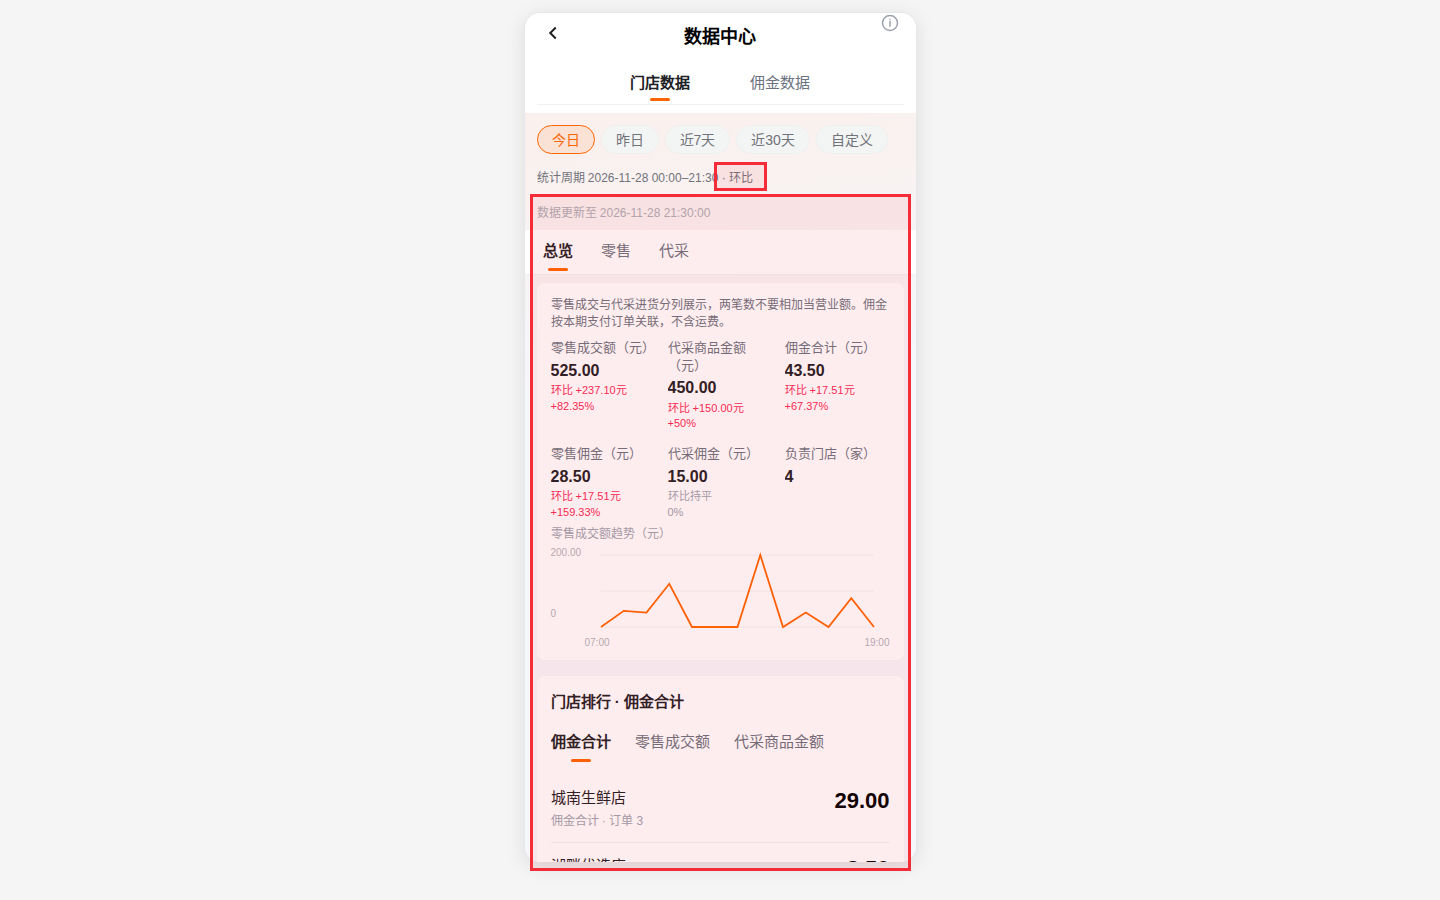 数据中心
门店数据 佣金数据
今日 昨日 近7天 近30天 自定义
统计周期 2026-11-28 00:00–21:30 · 环比
数据更新至 2026-11-28 21:30:00
总览 零售 代采
零售成交与代采进货分列展示，两笔数不要相加当营业额。佣金
按本期支付订单关联，不含运费。
零售成交额（元） 代采商品金额（元） 佣金合计（元）
525.00 450.00 43.50
环比 +237.10元 环比 +150.00元 环比 +17.51元
+82.35% +50% +67.37%
零售佣金（元） 代采佣金（元） 负责门店（家）
28.50 15.00 4
环比 +17.51元 环比持平
+159.33% 0%
零售成交额趋势（元）
200.00
0
07:00 19:00
门店排行 · 佣金合计
佣金合计 零售成交额 代采商品金额
城南生鲜店 29.00
佣金合计 · 订单 3